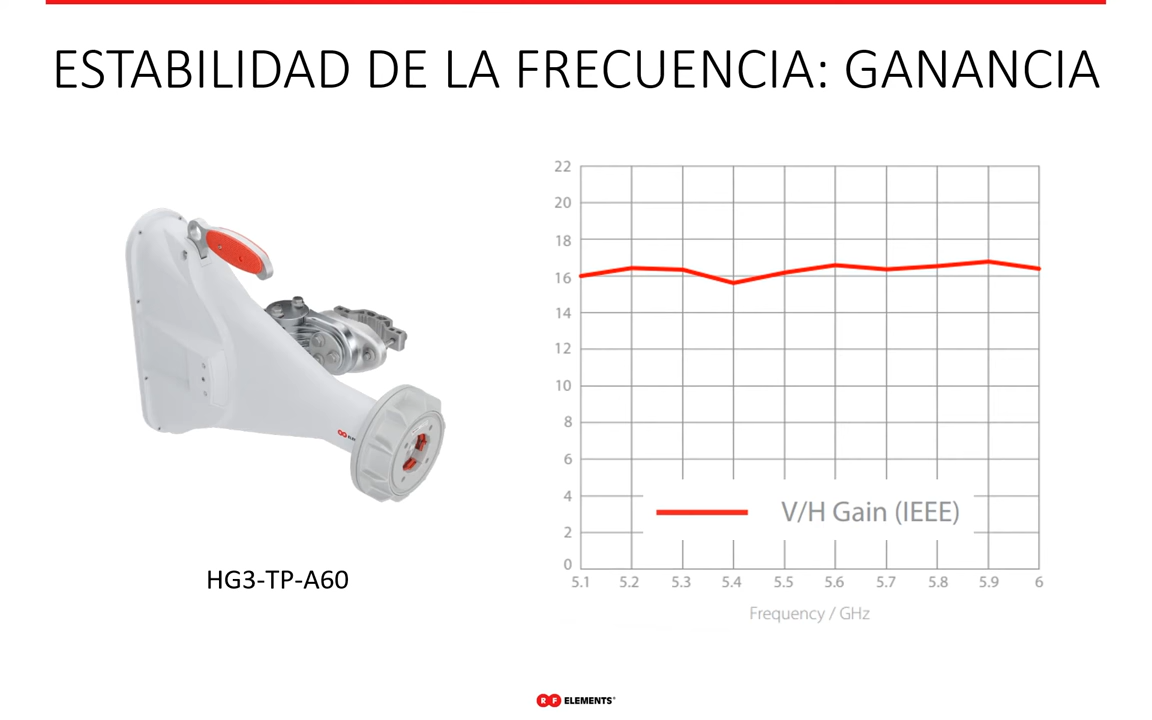 ESTABILIDAD DE LA FRECUENCIA: GANANCIA
22
20
18
16
14
12
10
8
6
4
2
0
V/H Gain (IEEE)
5.1 5.2 5.3 5.4 5.5 5.6 5.7 5.8 5.9 6
Frequency / GHz
HG3-TP-A60
RF ELEMENTS®